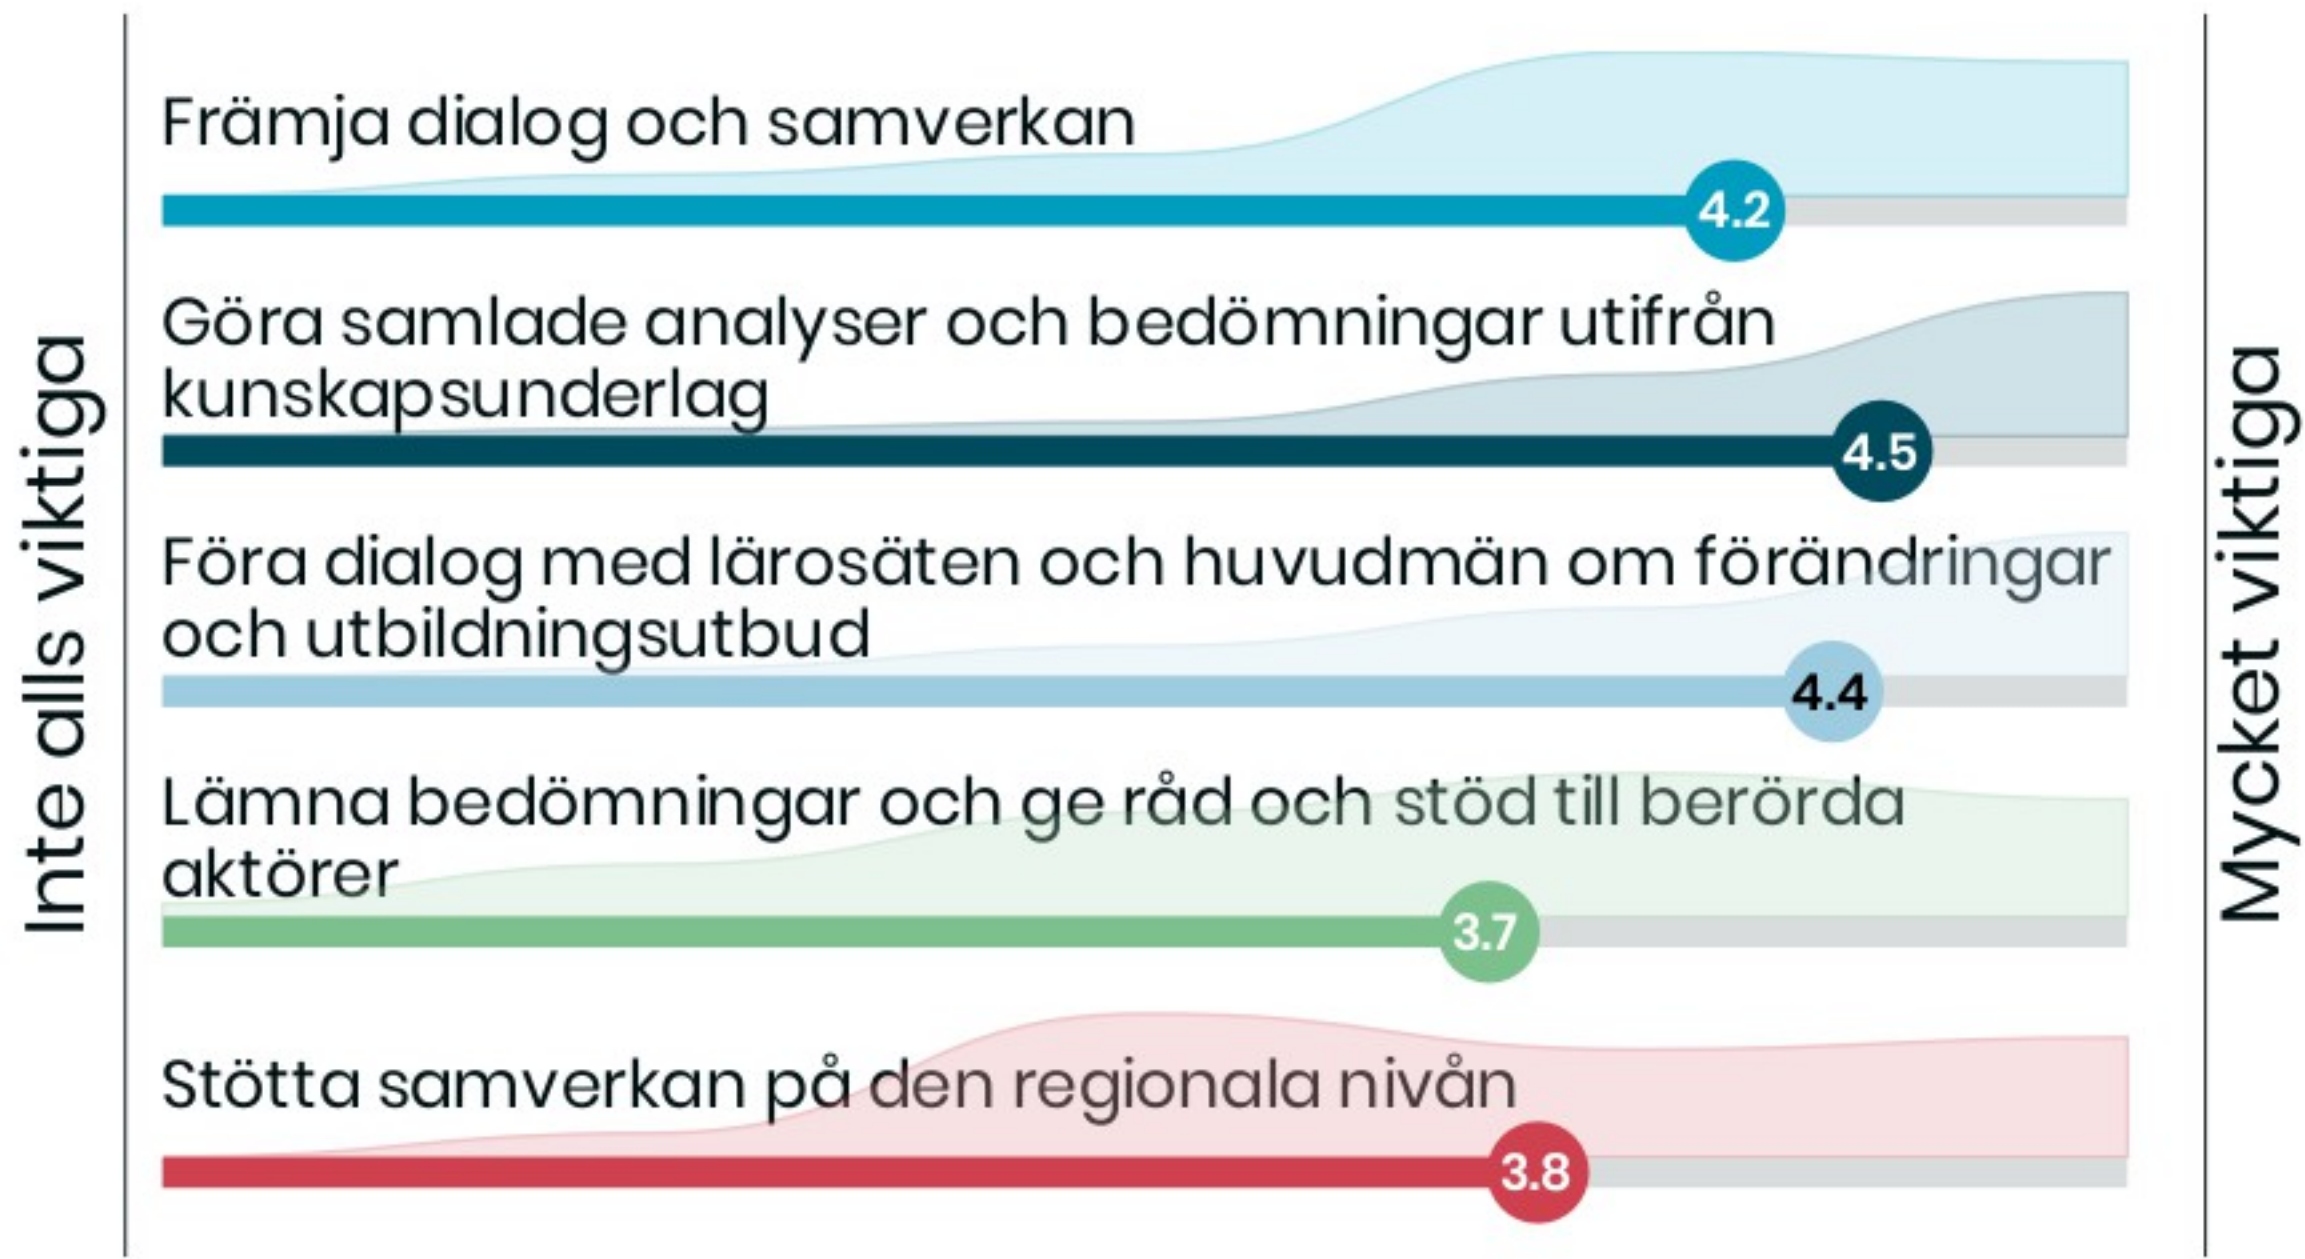 Inte alls viktiga
Främja dialog och samverkan
4.2
Göra samlade analyser och bedömningar utifrån
kunskapsunderlag
4.5
Föra dialog med lärosäten och huvudmän om förändringar
och utbildningsutbud
4.4
Lämna bedömningar och ge råd och stöd till berörda
aktörer
3.7
Stötta samverkan på den regionala nivån
3.8
Mycket viktiga